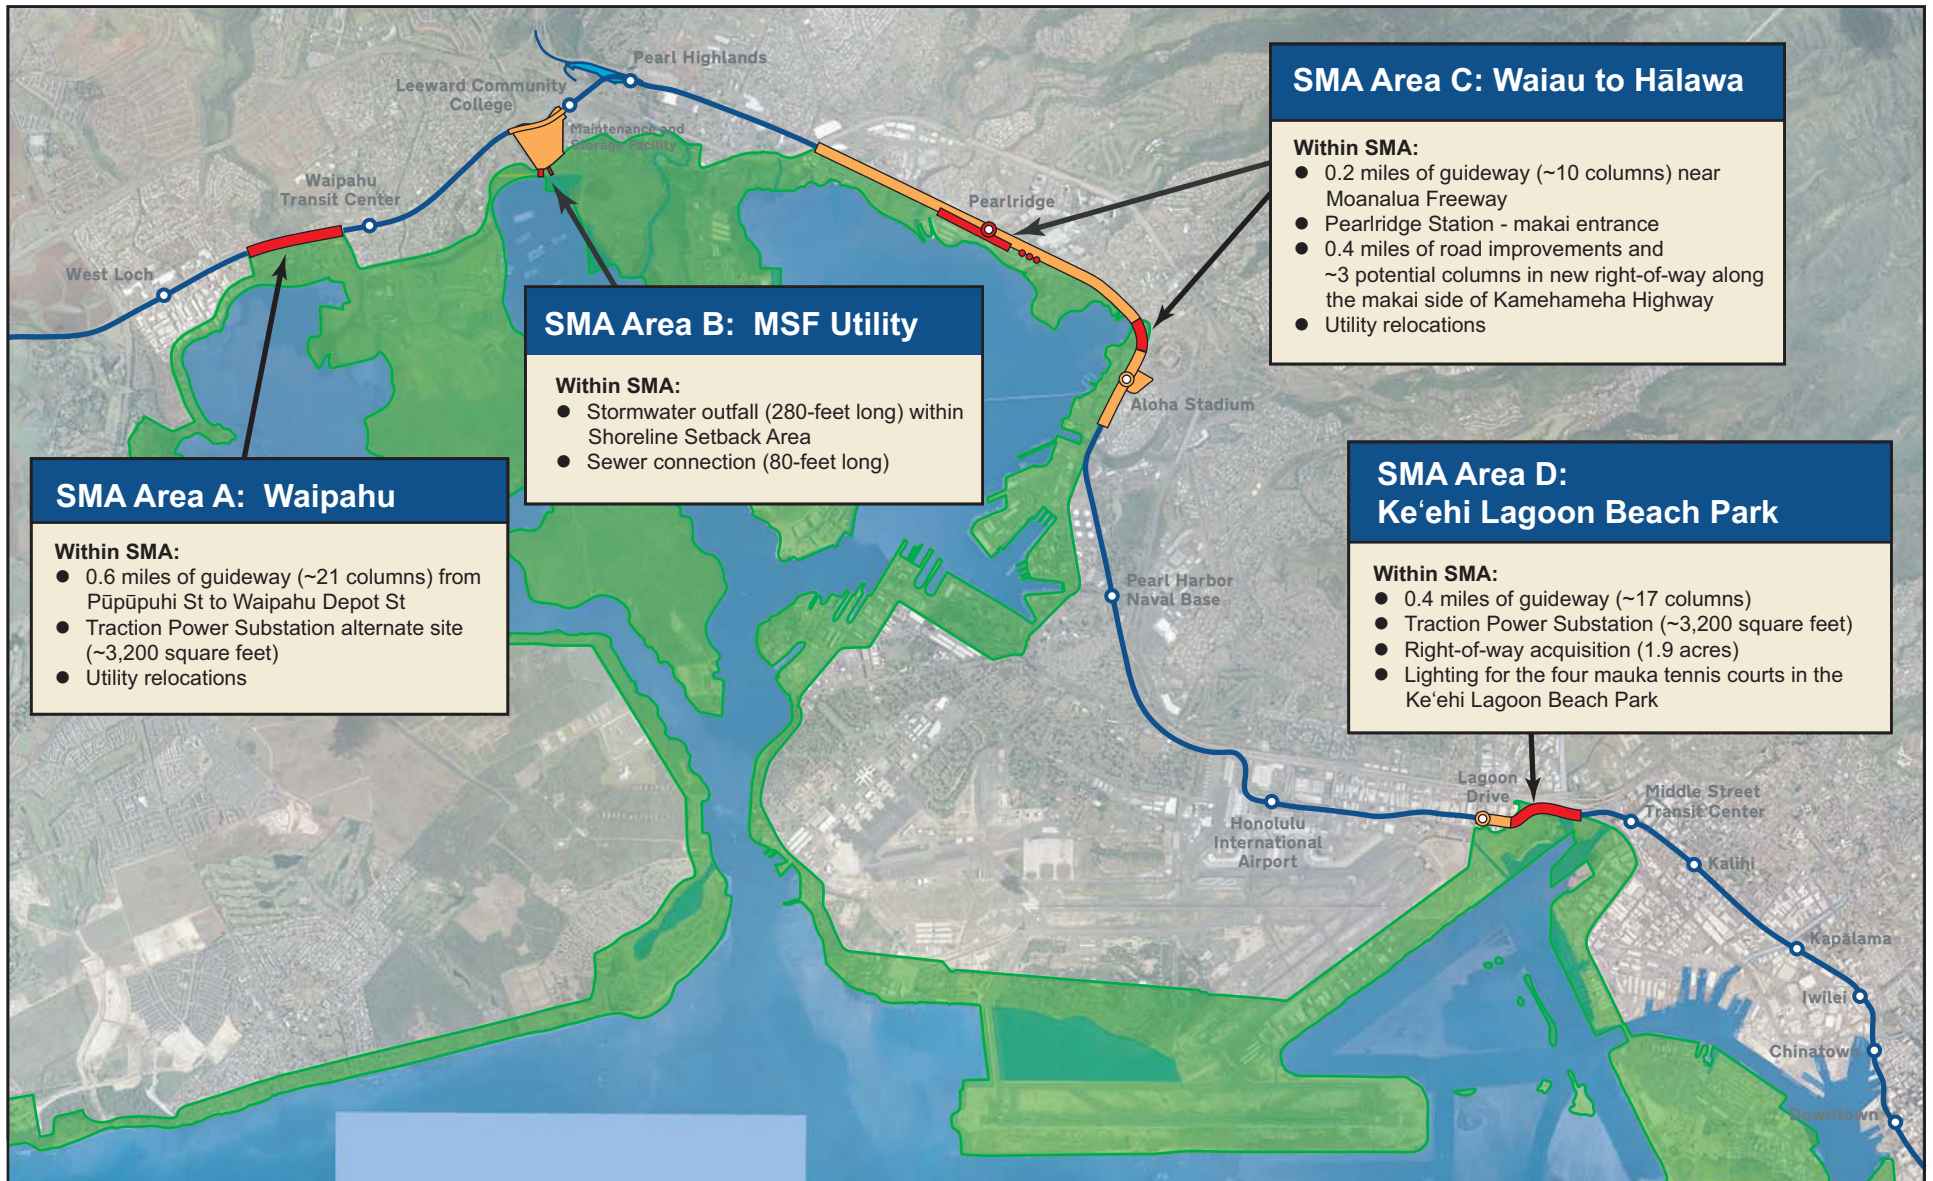 Pearl Highlands
Leeward Community
College
Maintenance and
Storage Facility
Waipahu
Transit Center
West Loch
Pearlridge
Aloha Stadium
Pearl Harbor
Naval Base
Honolulu
International
Airport
Lagoon
Drive
Middle Street
Transit Center
Kalihi
Kapālama
Iwilei
Chinatown
Downtown
SMA Area A: Waipahu
Within SMA:
● 0.6 miles of guideway (~21 columns) from
Pūpūpuhi St to Waipahu Depot St
● Traction Power Substation alternate site
(~3,200 square feet)
● Utility relocations
SMA Area B: MSF Utility
Within SMA:
● Stormwater outfall (280-feet long) within
Shoreline Setback Area
● Sewer connection (80-feet long)
SMA Area C: Waiau to Hālawa
Within SMA:
● 0.2 miles of guideway (~10 columns) near
Moanalua Freeway
● Pearlridge Station - makai entrance
● 0.4 miles of road improvements and
~3 potential columns in new right-of-way along
the makai side of Kamehameha Highway
● Utility relocations
SMA Area D:
Keʻehi Lagoon Beach Park
Within SMA:
● 0.4 miles of guideway (~17 columns)
● Traction Power Substation (~3,200 square feet)
● Right-of-way acquisition (1.9 acres)
● Lighting for the four mauka tennis courts in the
Keʻehi Lagoon Beach Park